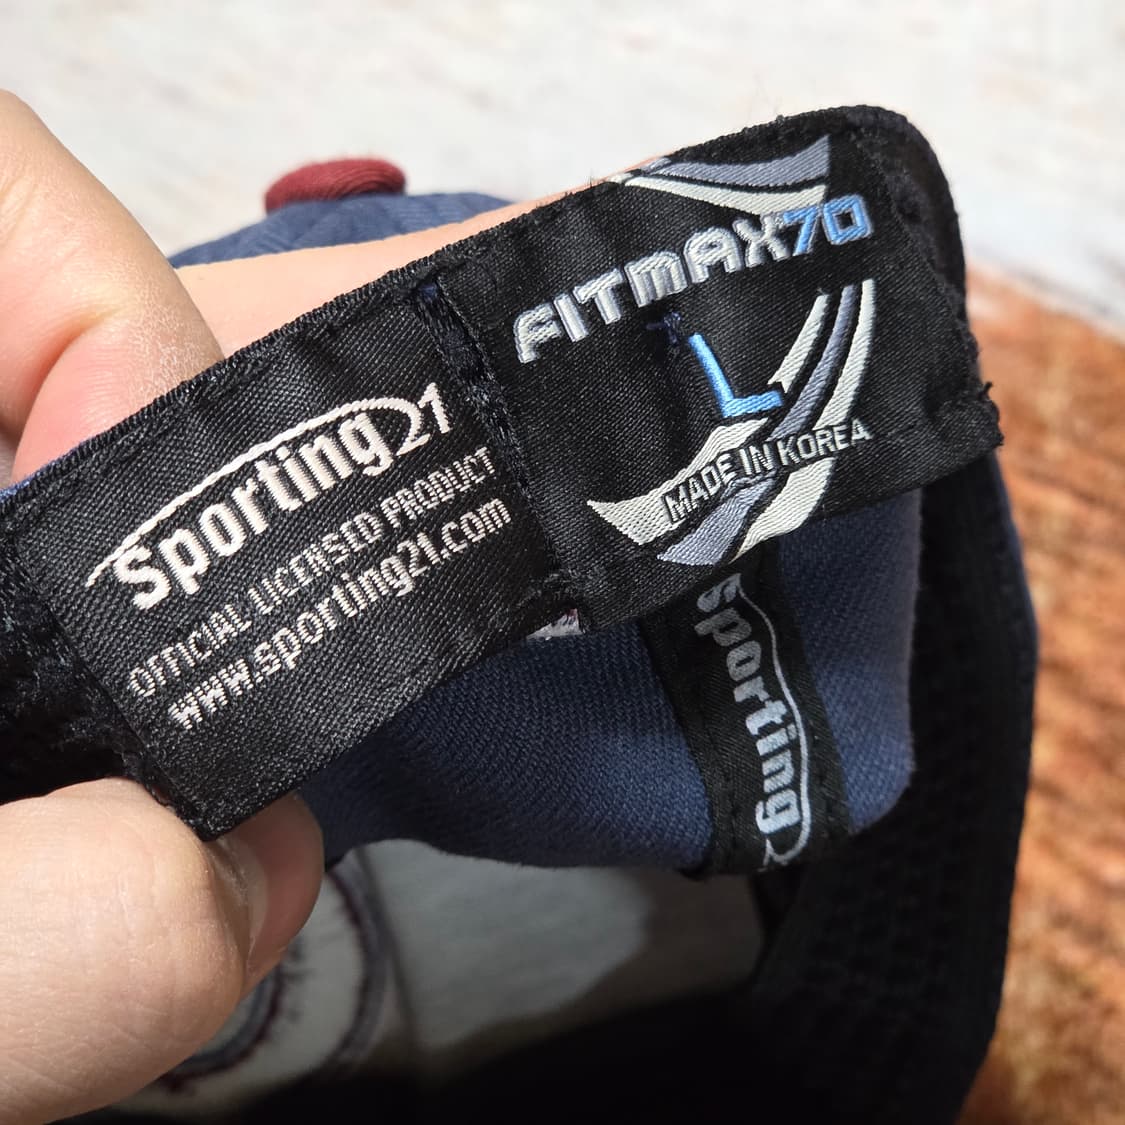 Sporting21
OFFICIAL LICENSED PRODUCT
www.sporting21.com
FITMAX70
L
MADE IN KOREA
Sporting